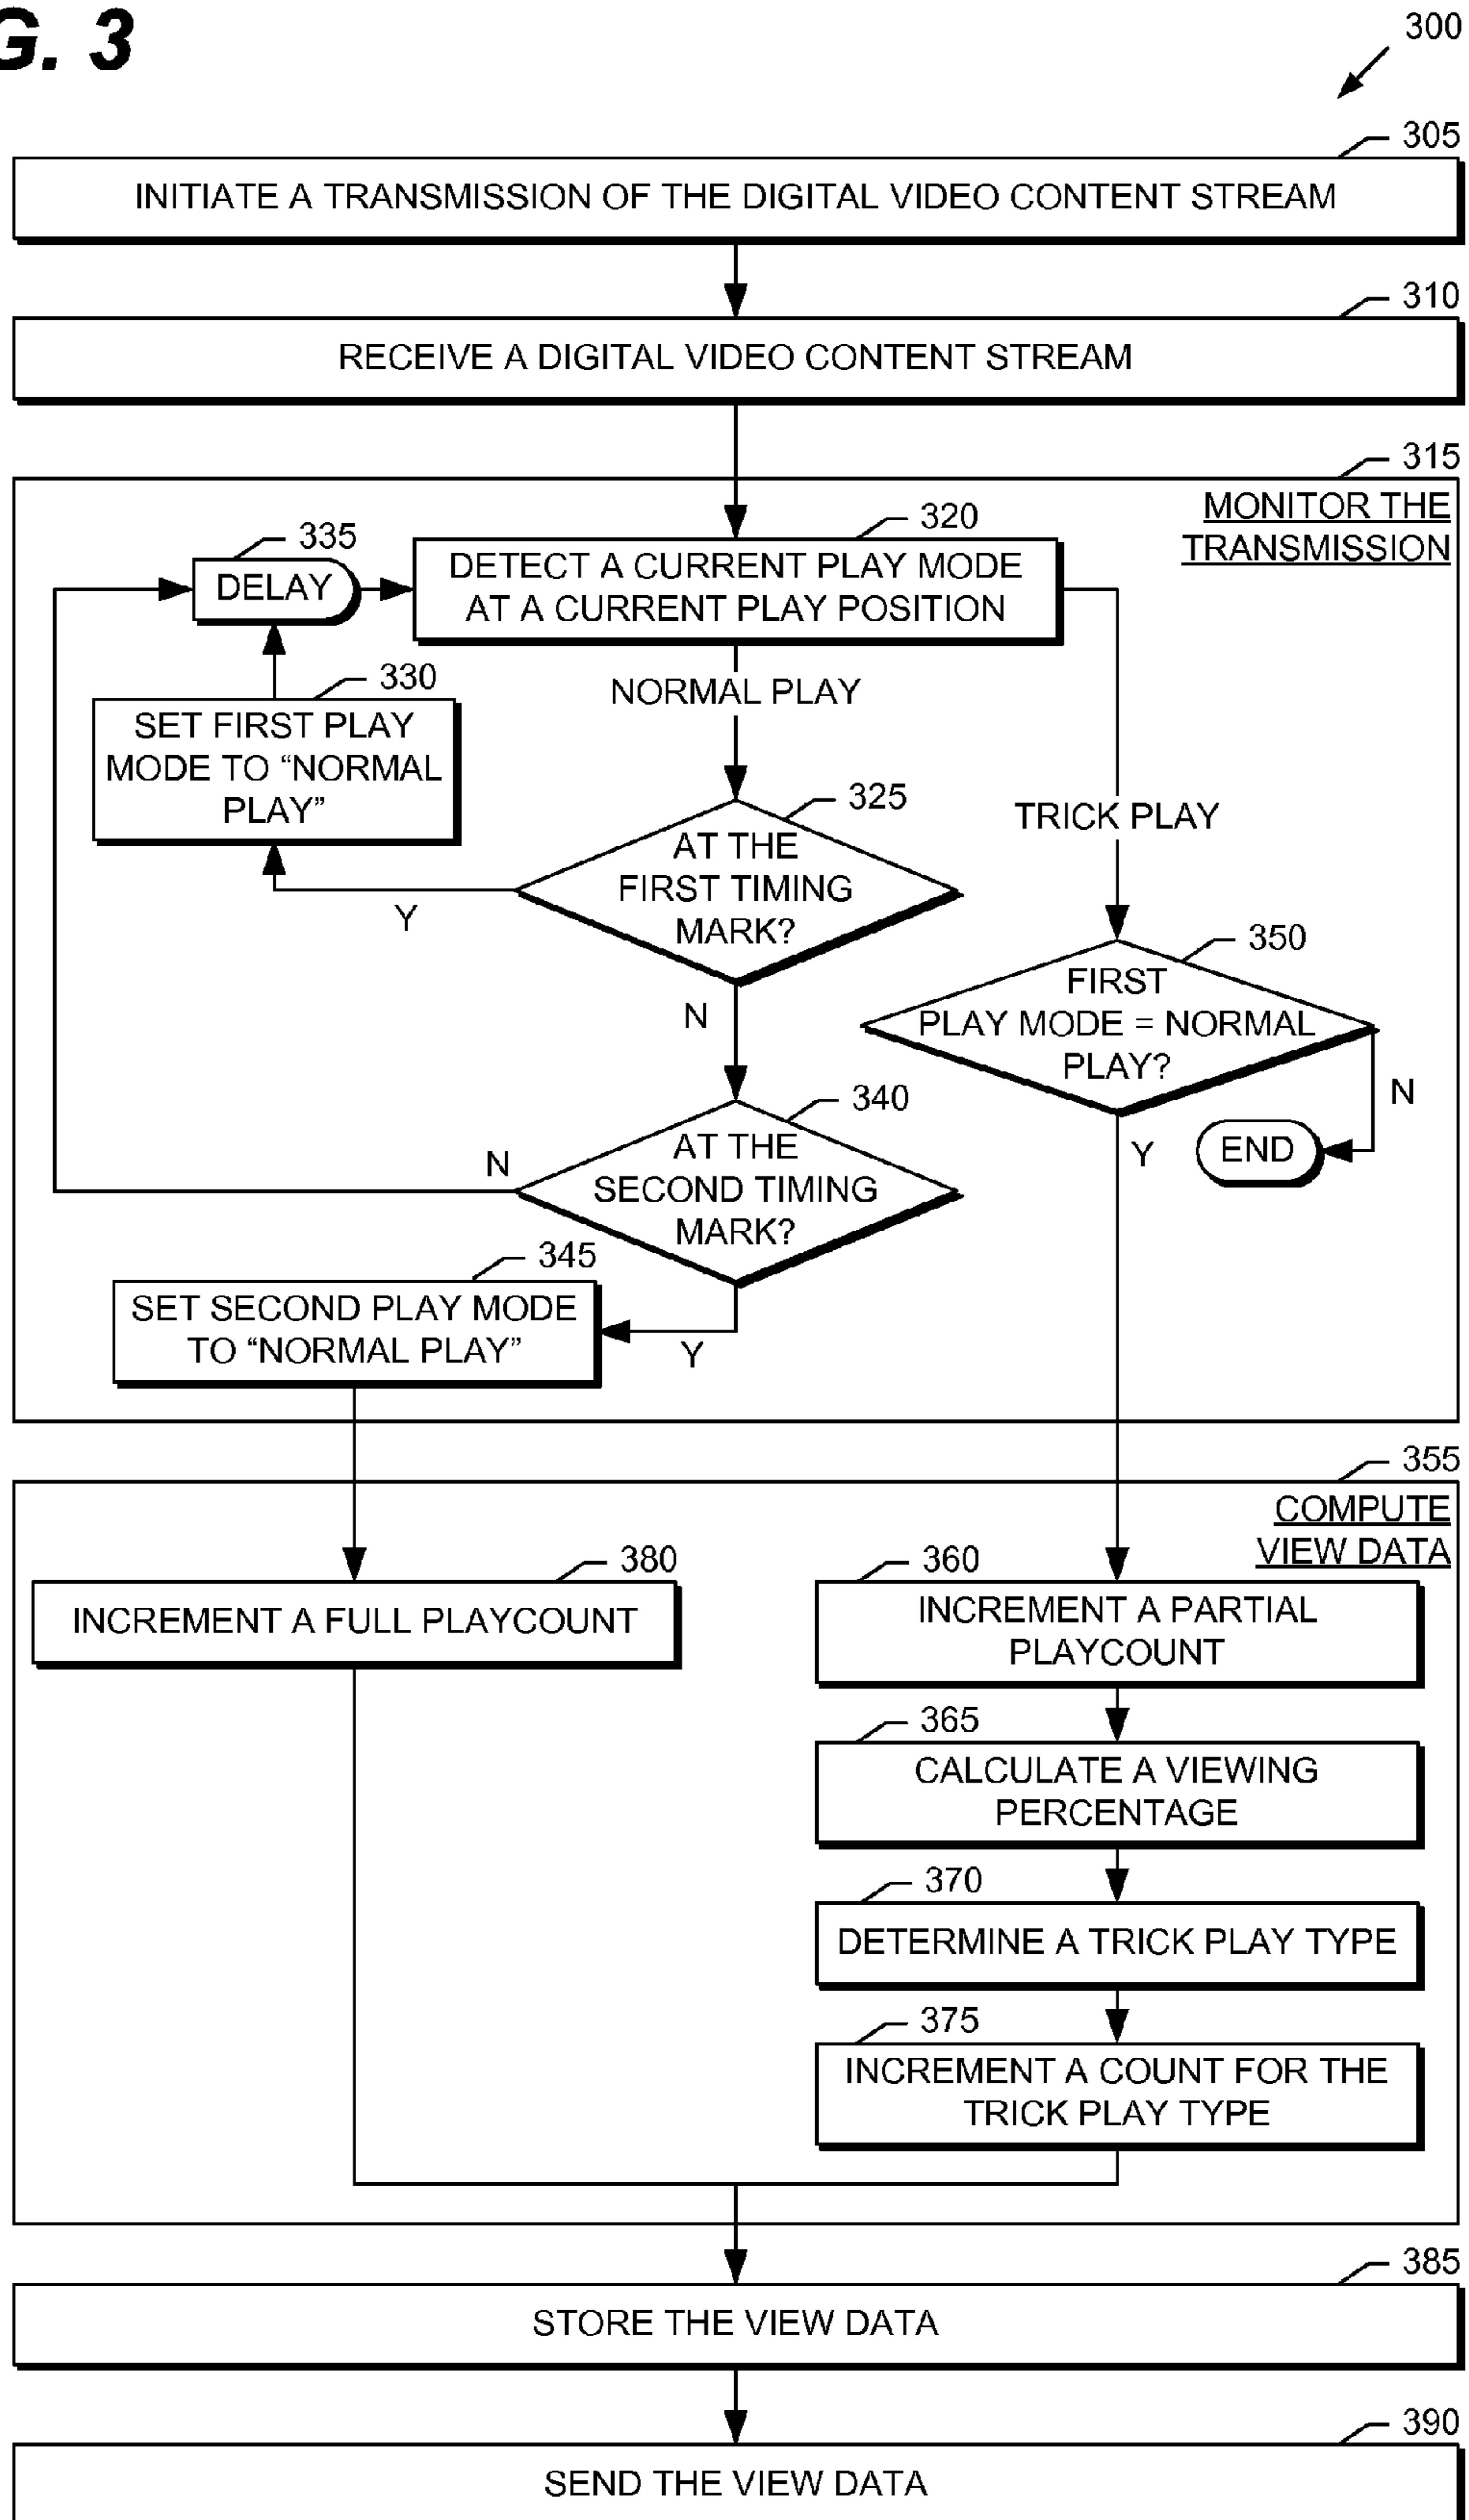 G. 3
300
305
INITIATE A TRANSMISSION OF THE DIGITAL VIDEO CONTENT STREAM
310
RECEIVE A DIGITAL VIDEO CONTENT STREAM
315
MONITOR THE
TRANSMISSION
320
DETECT A CURRENT PLAY MODE
AT A CURRENT PLAY POSITION
335
DELAY
330
SET FIRST PLAY
MODE TO “NORMAL
PLAY”
NORMAL PLAY
TRICK PLAY
325
AT THE
FIRST TIMING
MARK?
Y
N
350
FIRST
PLAY MODE = NORMAL
PLAY?
N
END
Y
340
AT THE
SECOND TIMING
MARK?
N
Y
345
SET SECOND PLAY MODE
TO “NORMAL PLAY”
355
COMPUTE
VIEW DATA
380
INCREMENT A FULL PLAYCOUNT
360
INCREMENT A PARTIAL
PLAYCOUNT
365
CALCULATE A VIEWING
PERCENTAGE
370
DETERMINE A TRICK PLAY TYPE
375
INCREMENT A COUNT FOR THE
TRICK PLAY TYPE
385
STORE THE VIEW DATA
390
SEND THE VIEW DATA